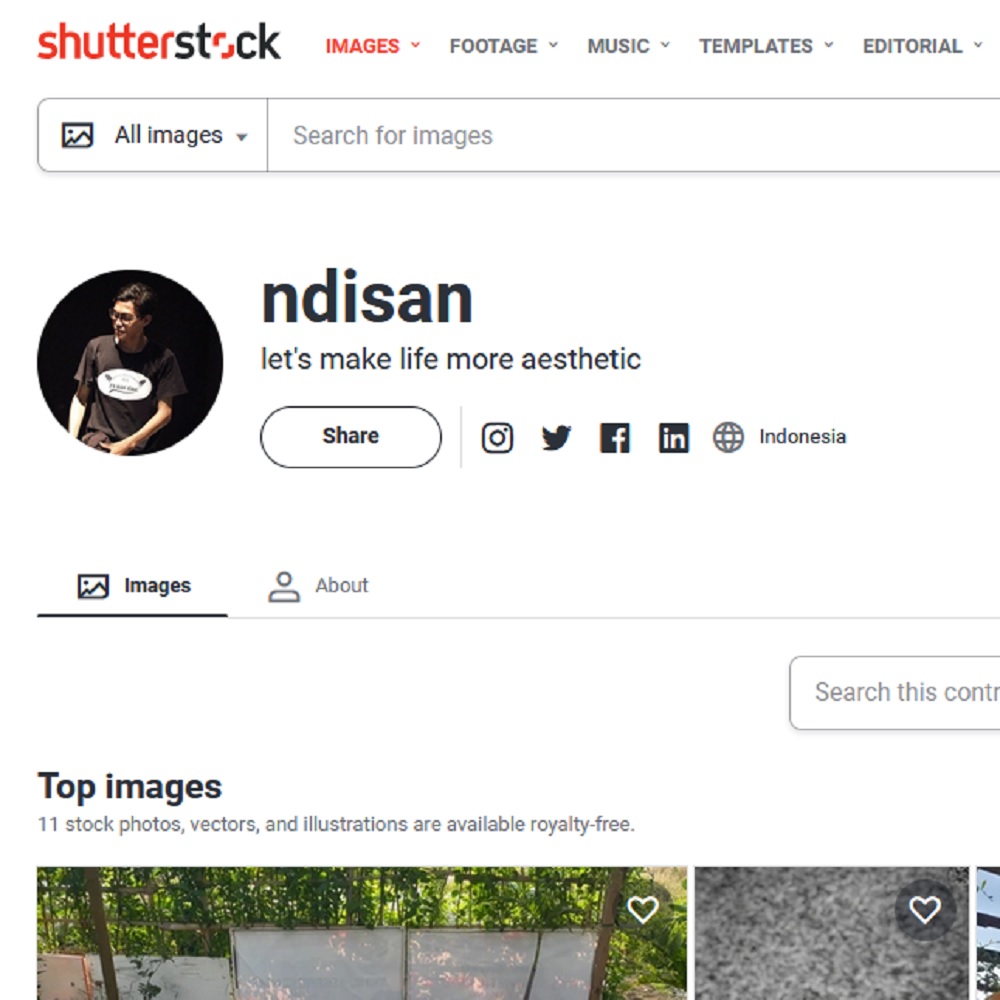 shutterstock IMAGES FOOTAGE MUSIC TEMPLATES EDITORIAL
All images Search for images
ndisan
let's make life more aesthetic
Share Indonesia
Images About
Search this contr
Top images
11 stock photos, vectors, and illustrations are available royalty-free.